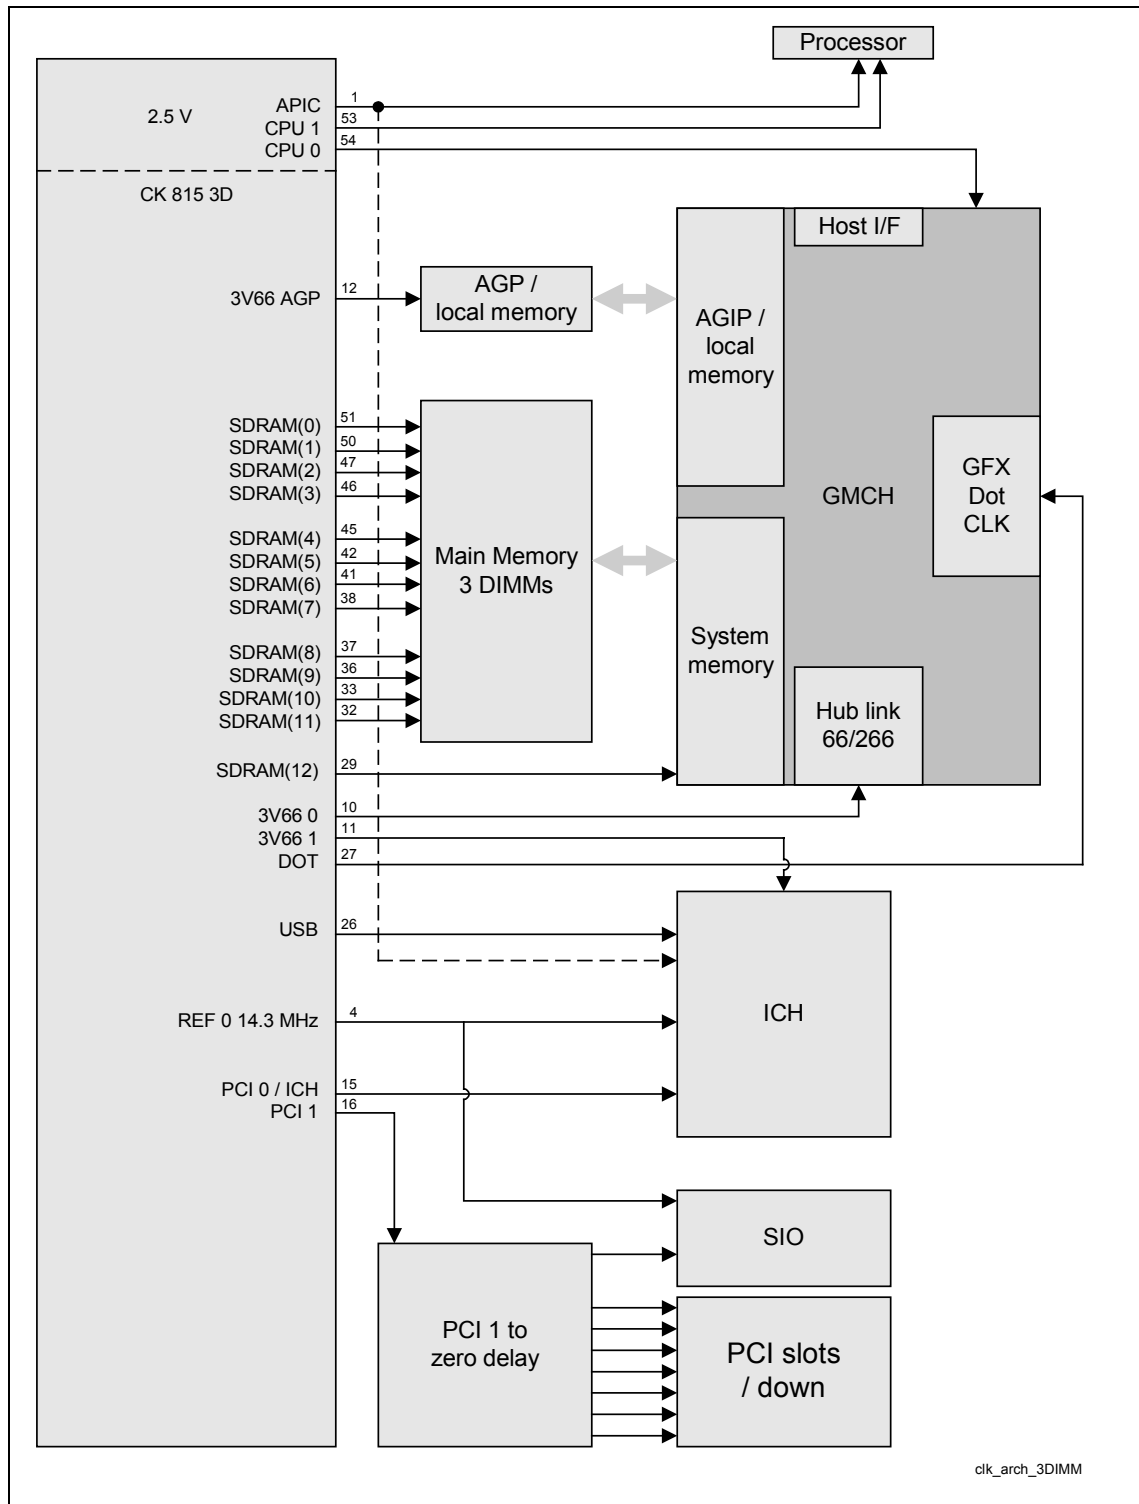 Processor
2.5 V
APIC 1
CPU 1 53
CPU 0 54
CK 815 3D
Host I/F
3V66 AGP 12
AGP /
local memory
AGIP /
local
memory
SDRAM(0) 51
SDRAM(1) 50
SDRAM(2) 47
SDRAM(3) 46
SDRAM(4) 45
SDRAM(5) 42
SDRAM(6) 41
SDRAM(7) 38
SDRAM(8) 37
SDRAM(9) 36
SDRAM(10) 33
SDRAM(11) 32
Main Memory
3 DIMMs
GMCH
GFX
Dot
CLK
System
memory
Hub link
66/266
SDRAM(12) 29
3V66 0 10
3V66 1 11
DOT 27
USB 26
REF 0 14.3 MHz 4
ICH
PCI 0 / ICH 15
PCI 1 16
SIO
PCI 1 to
zero delay
PCI slots
/ down
clk_arch_3DIMM